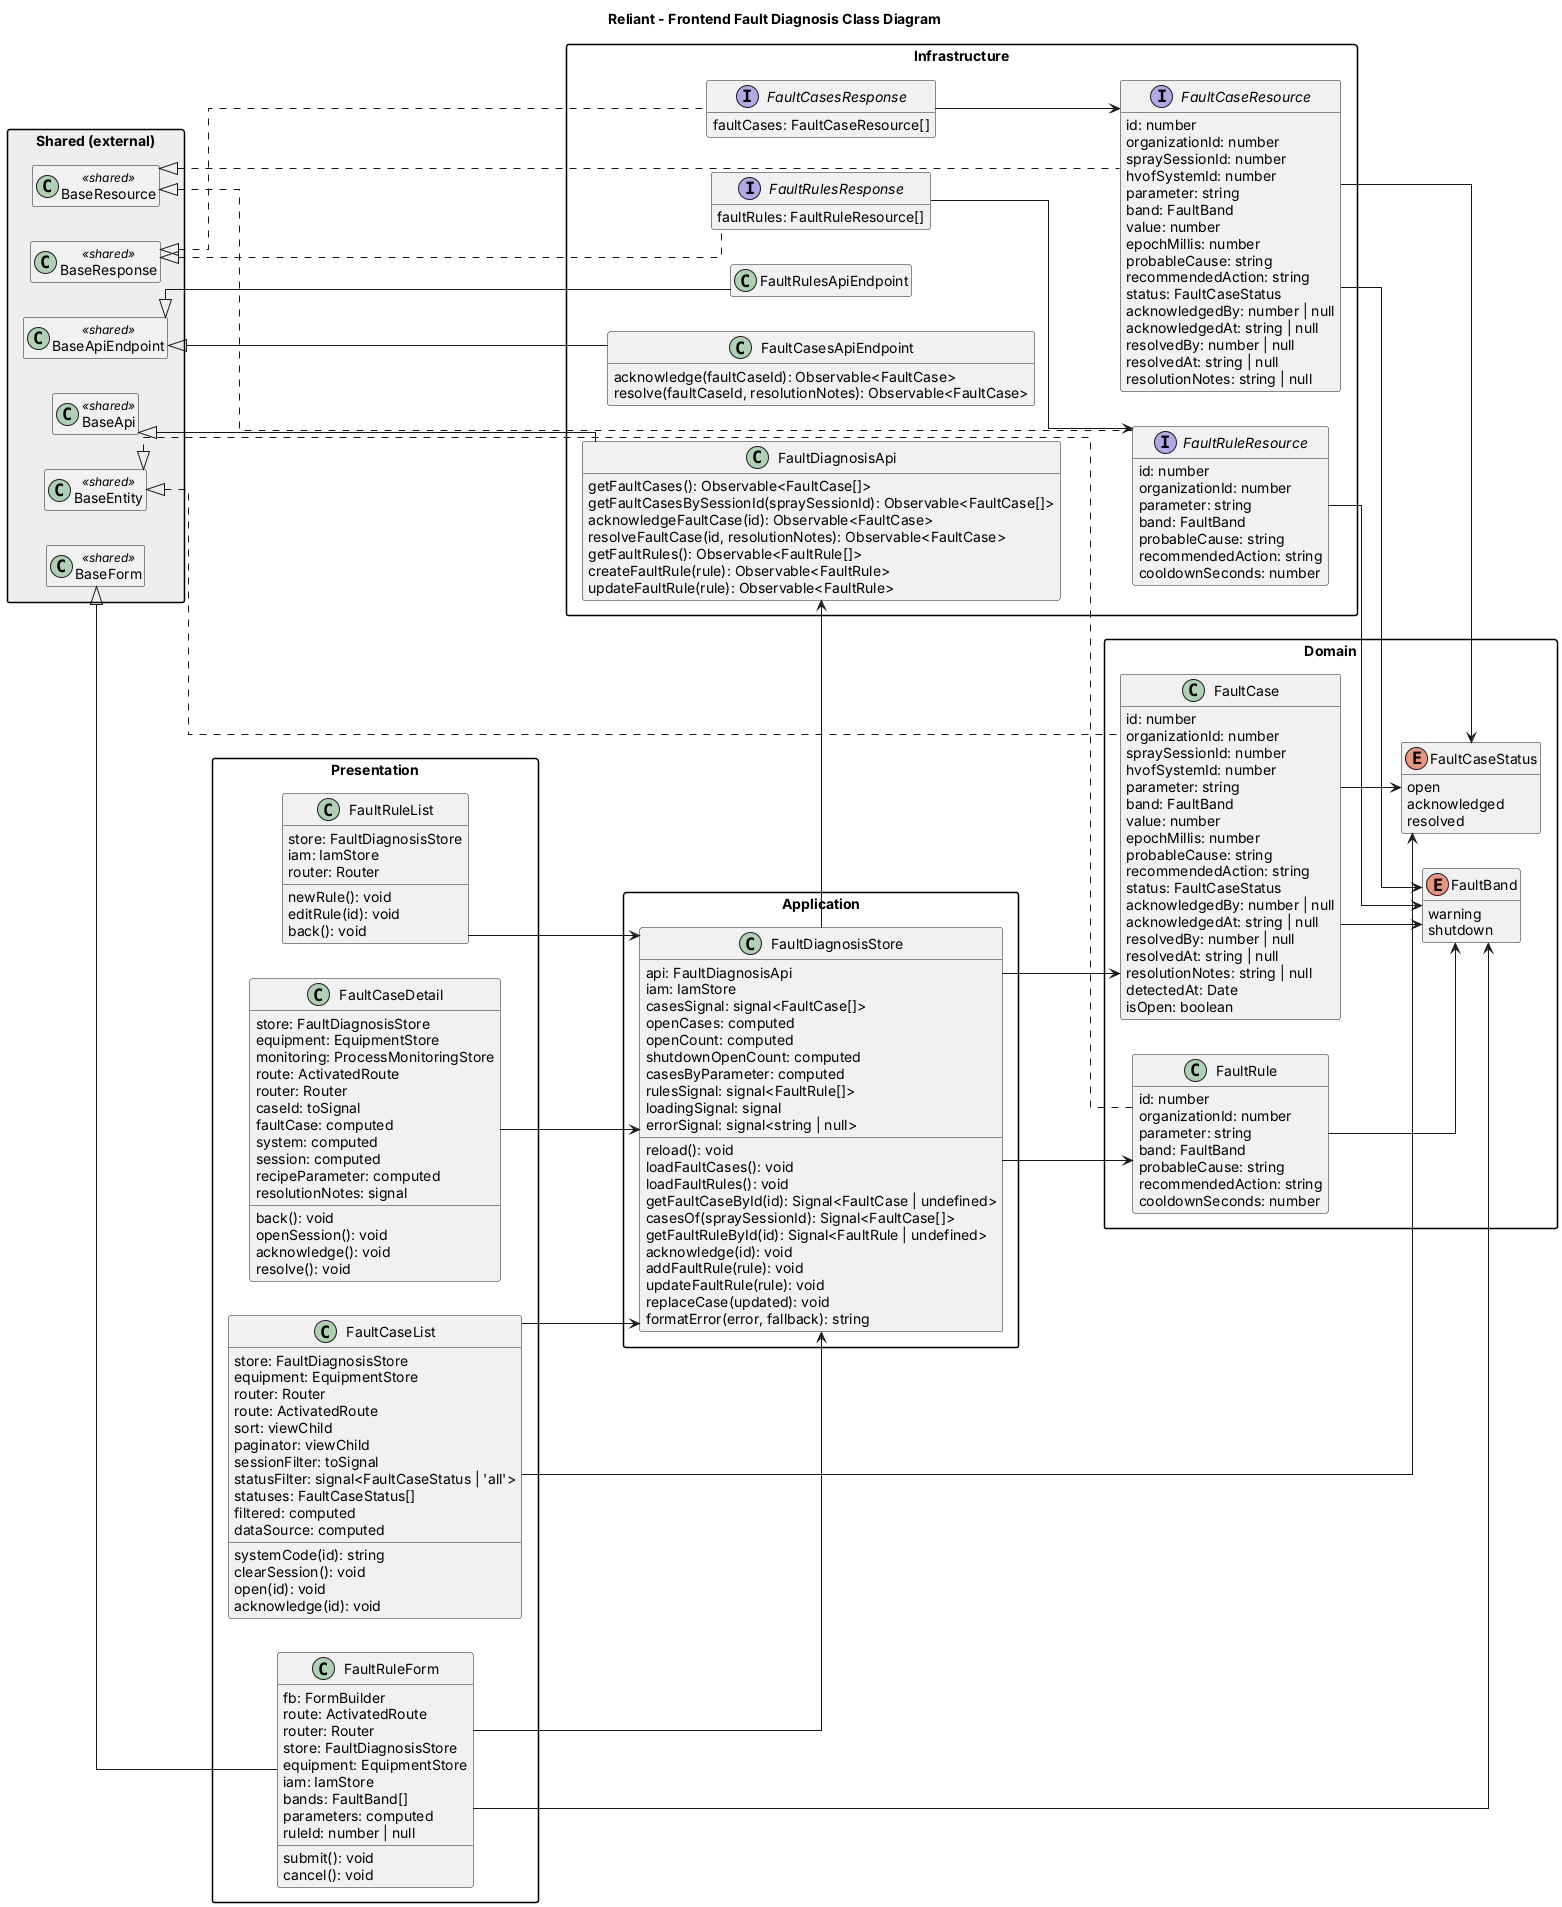 Reliant - Frontend Fault Diagnosis Class Diagram
Infrastructure
FaultCasesResponse
faultCases: FaultCaseResource[]
FaultCaseResource
id: number
organizationId: number
spraySessionId: number
hvofSystemId: number
parameter: string
band: FaultBand
value: number
epochMillis: number
probableCause: string
recommendedAction: string
status: FaultCaseStatus
acknowledgedBy: number | null
acknowledgedAt: string | null
resolvedBy: number | null
resolvedAt: string | null
resolutionNotes: string | null
FaultRulesResponse
faultRules: FaultRuleResource[]
FaultRulesApiEndpoint
FaultCasesApiEndpoint
acknowledge(faultCaseId): Observable<FaultCase>
resolve(faultCaseId, resolutionNotes): Observable<FaultCase>
FaultRuleResource
id: number
organizationId: number
parameter: string
band: FaultBand
probableCause: string
recommendedAction: string
cooldownSeconds: number
FaultDiagnosisApi
getFaultCases(): Observable<FaultCase[]>
getFaultCasesBySessionId(spraySessionId): Observable<FaultCase[]>
acknowledgeFaultCase(id): Observable<FaultCase>
resolveFaultCase(id, resolutionNotes): Observable<FaultCase>
getFaultRules(): Observable<FaultRule[]>
createFaultRule(rule): Observable<FaultRule>
updateFaultRule(rule): Observable<FaultRule>
Shared (external)
«shared»
BaseResource
«shared»
BaseResponse
«shared»
BaseApiEndpoint
«shared»
BaseApi
«shared»
BaseEntity
«shared»
BaseForm
Domain
FaultCase
id: number
organizationId: number
spraySessionId: number
hvofSystemId: number
parameter: string
band: FaultBand
value: number
epochMillis: number
probableCause: string
recommendedAction: string
status: FaultCaseStatus
acknowledgedBy: number | null
acknowledgedAt: string | null
resolvedBy: number | null
resolvedAt: string | null
resolutionNotes: string | null
detectedAt: Date
isOpen: boolean
FaultCaseStatus
open
acknowledged
resolved
FaultBand
warning
shutdown
FaultRule
id: number
organizationId: number
parameter: string
band: FaultBand
probableCause: string
recommendedAction: string
cooldownSeconds: number
Presentation
FaultRuleList
store: FaultDiagnosisStore
iam: IamStore
router: Router
newRule(): void
editRule(id): void
back(): void
FaultCaseDetail
store: FaultDiagnosisStore
equipment: EquipmentStore
monitoring: ProcessMonitoringStore
route: ActivatedRoute
router: Router
caseId: toSignal
faultCase: computed
system: computed
session: computed
recipeParameter: computed
resolutionNotes: signal
back(): void
openSession(): void
acknowledge(): void
resolve(): void
FaultCaseList
store: FaultDiagnosisStore
equipment: EquipmentStore
router: Router
route: ActivatedRoute
sort: viewChild
paginator: viewChild
sessionFilter: toSignal
statusFilter: signal<FaultCaseStatus | 'all'>
statuses: FaultCaseStatus[]
filtered: computed
dataSource: computed
systemCode(id): string
clearSession(): void
open(id): void
acknowledge(id): void
FaultRuleForm
fb: FormBuilder
route: ActivatedRoute
router: Router
store: FaultDiagnosisStore
equipment: EquipmentStore
iam: IamStore
bands: FaultBand[]
parameters: computed
ruleId: number | null
submit(): void
cancel(): void
Application
FaultDiagnosisStore
api: FaultDiagnosisApi
iam: IamStore
casesSignal: signal<FaultCase[]>
openCases: computed
openCount: computed
shutdownOpenCount: computed
casesByParameter: computed
rulesSignal: signal<FaultRule[]>
loadingSignal: signal
errorSignal: signal<string | null>
reload(): void
loadFaultCases(): void
loadFaultRules(): void
getFaultCaseById(id): Signal<FaultCase | undefined>
casesOf(spraySessionId): Signal<FaultCase[]>
getFaultRuleById(id): Signal<FaultRule | undefined>
acknowledge(id): void
addFaultRule(rule): void
updateFaultRule(rule): void
replaceCase(updated): void
formatError(error, fallback): string